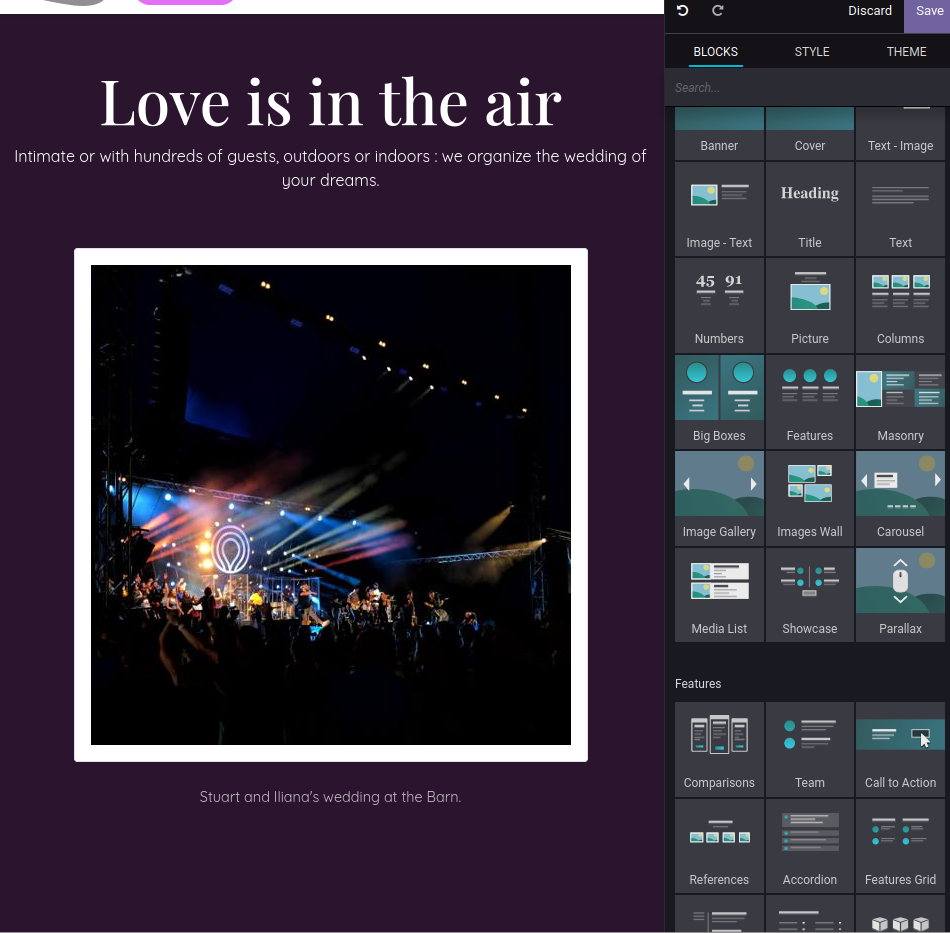 Discard Save
BLOCKS STYLE THEME
Search...
Love is in the air
Intimate or with hundreds of guests, outdoors or indoors : we organize the wedding of
your dreams.
Stuart and Iliana's wedding at the Barn.
Banner Cover Text - Image
Heading
Image - Text Title Text
45 91
Numbers Picture Columns
Big Boxes Features Masonry
Image Gallery Images Wall Carousel
Media List Showcase Parallax
Features
Comparisons Team Call to Action
References Accordion Features Grid